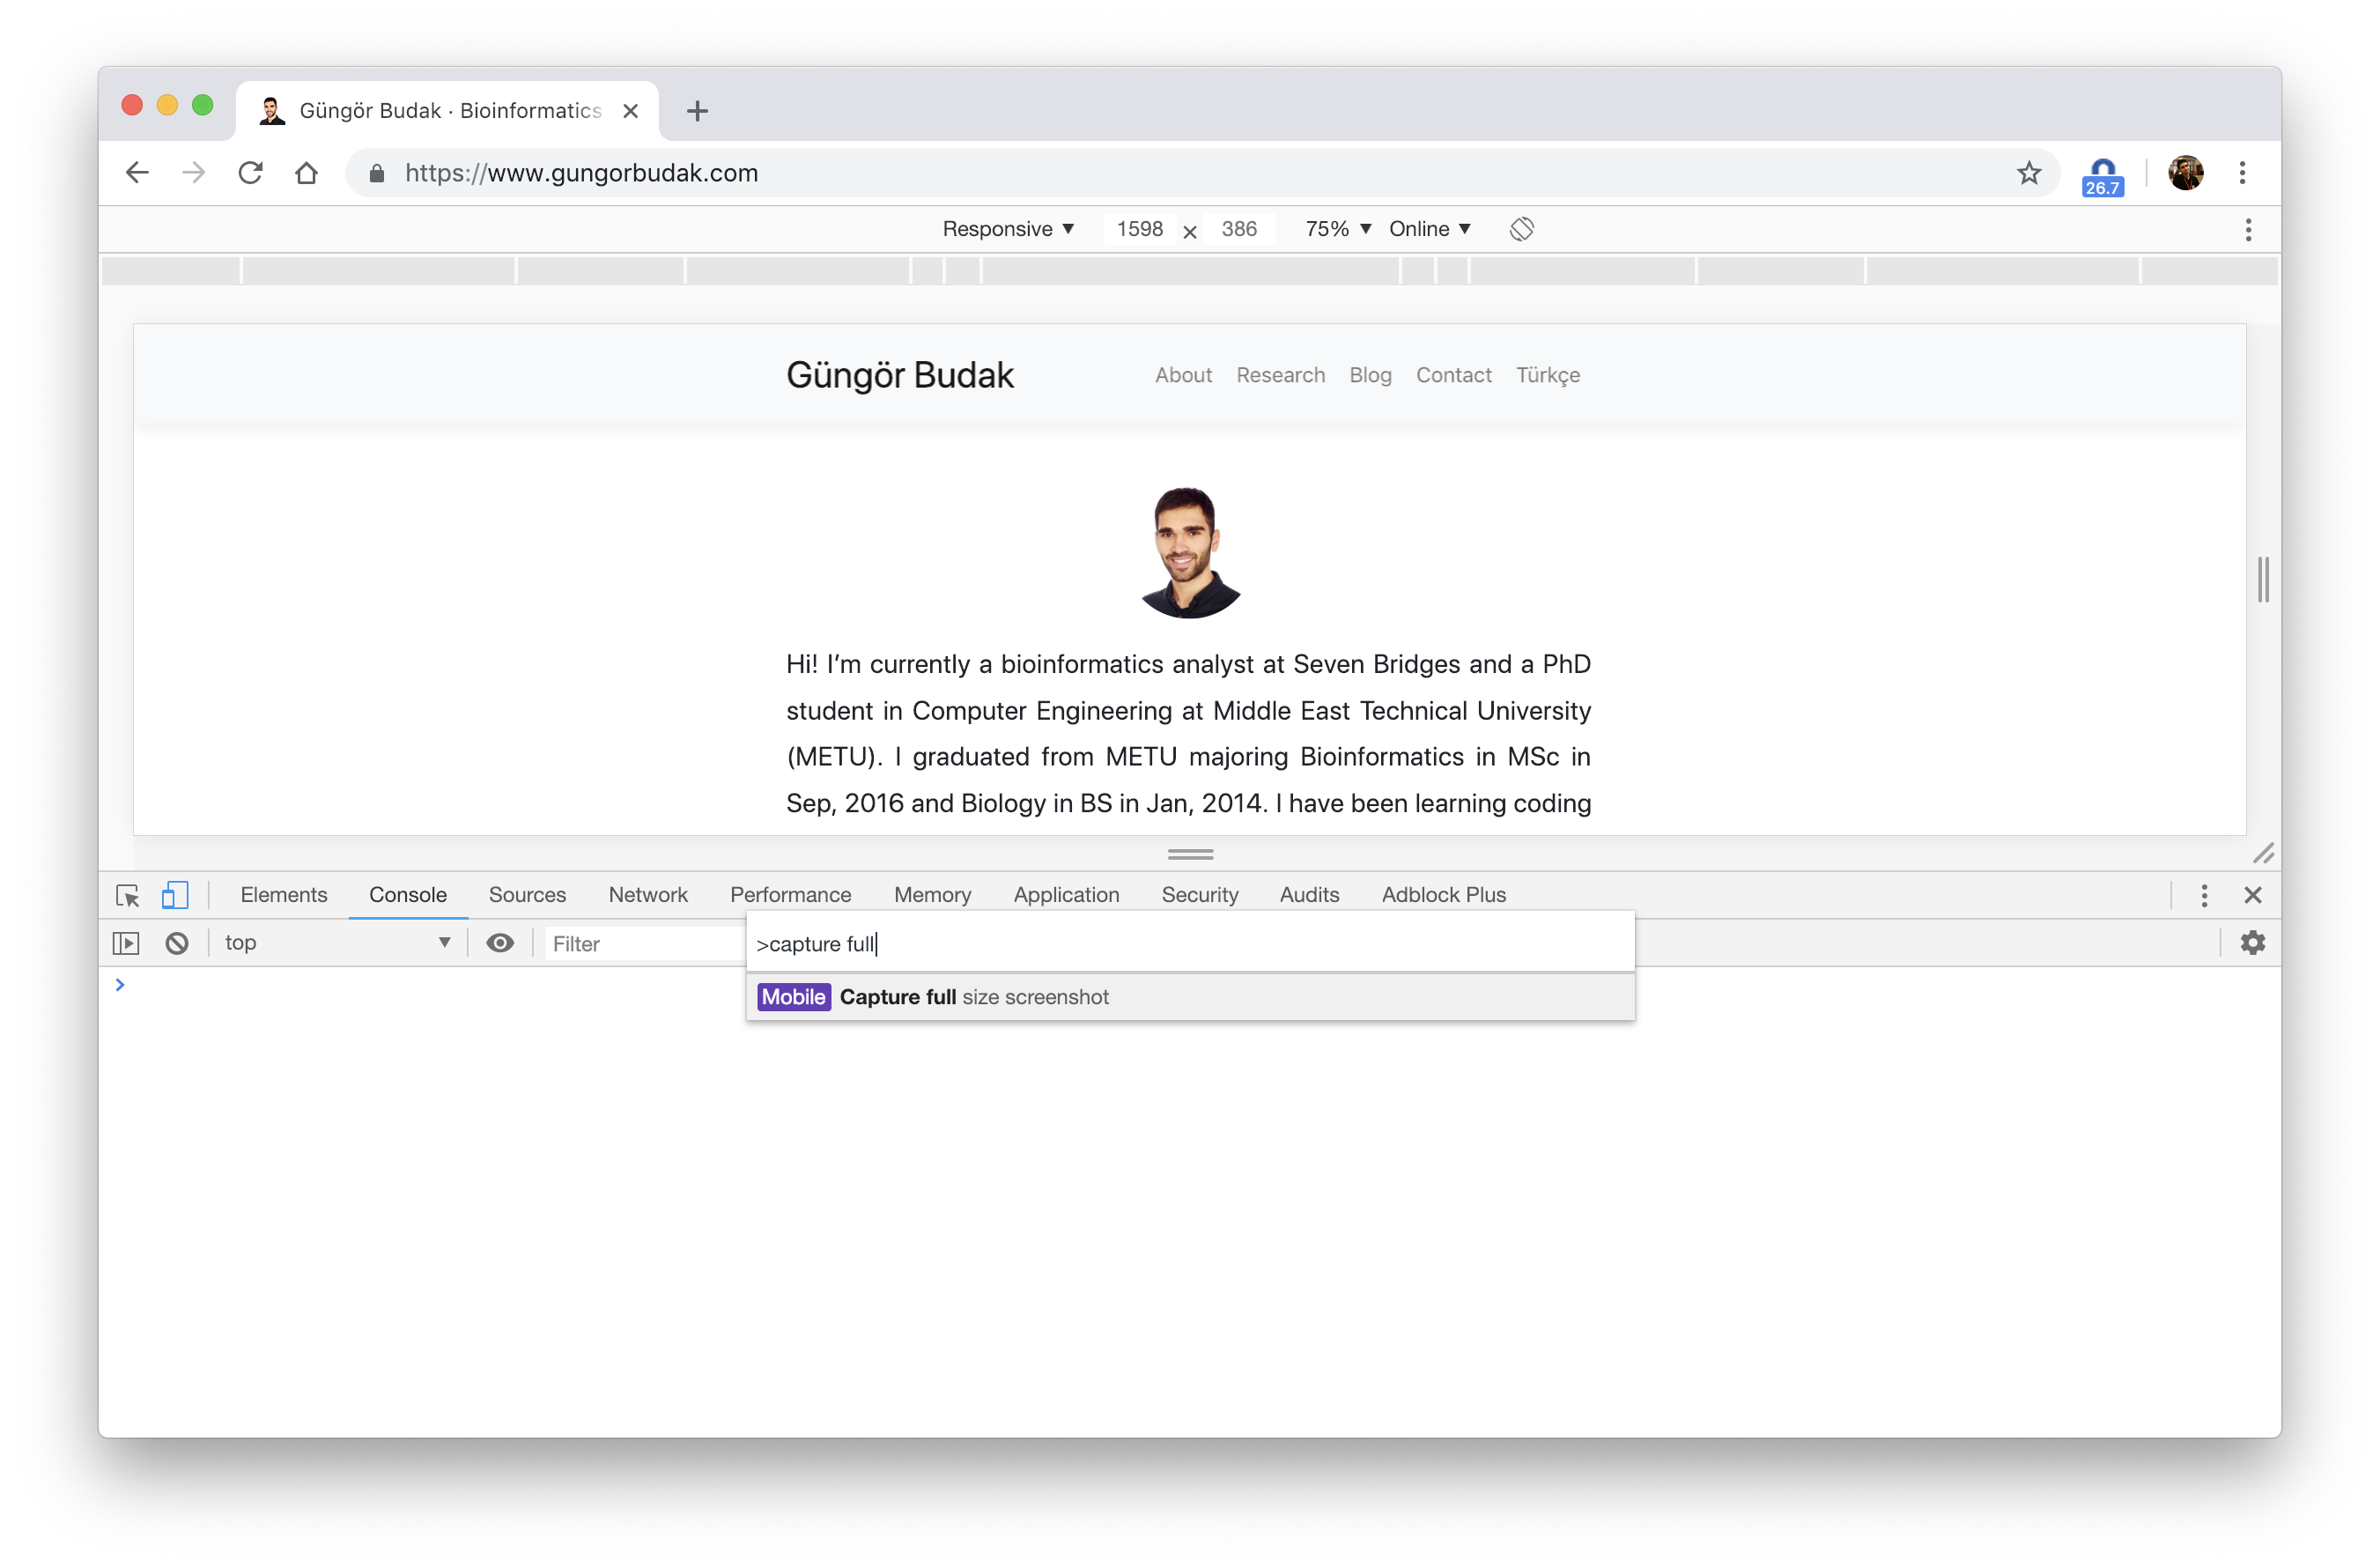 Güngör Budak · Bioinformatics
https://www.gungorbudak.com
26.7
Responsive ▼ 1598 × 386 75% ▼ Online ▼
Güngör Budak About Research Blog Contact Türkçe
Hi! I’m currently a bioinformatics analyst at Seven Bridges and a PhD
student in Computer Engineering at Middle East Technical University
(METU). I graduated from METU majoring Bioinformatics in MSc in
Sep, 2016 and Biology in BS in Jan, 2014. I have been learning coding
Elements Console Sources Network Performance Memory Application Security Audits Adblock Plus
top ▼ Filter
>capture full
Mobile Capture full size screenshot